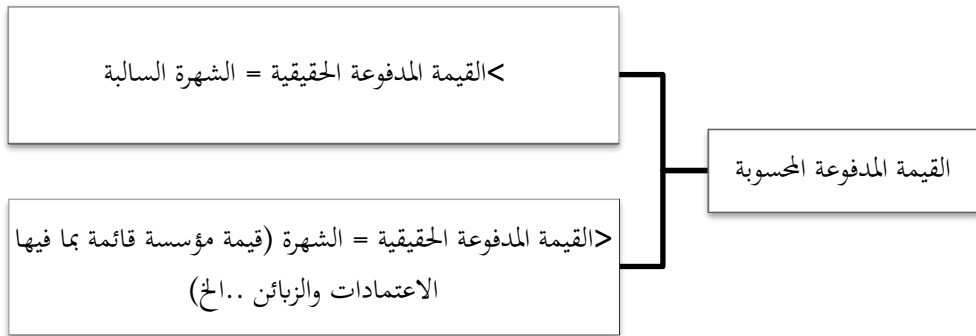 القيمة المدفوعة المحسوبة
>القيمة المدفوعة الحقيقية = الشهرة السالبة
<القيمة المدفوعة الحقيقية = الشهرة (قيمة مؤسسة قائمة بما فيها
الاعتمادات والزبائن ..الخ)